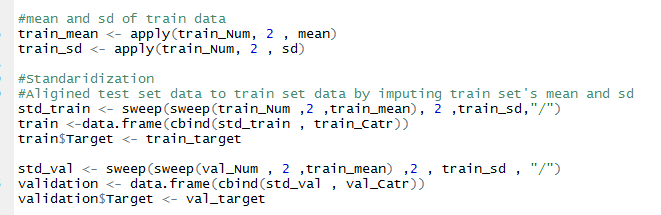 #mean and sd of train data
train_mean <- apply(train_Num, 2 , mean)
train_sd <- apply(train_Num, 2 , sd)
#Standaridization
#Aligined test set data to train set data by imputing train set's mean and sd
std_train <- sweep(sweep(train_Num ,2 ,train_mean), 2 ,train_sd,"/")
train <-data.frame(cbind(std_train , train_Catr))
train$Target <- train_target
std_val <- sweep(sweep(val_Num , 2 ,train_mean) ,2 , train_sd , "/")
validation <- data.frame(cbind(std_val , val_Catr))
validation$Target <- val_target